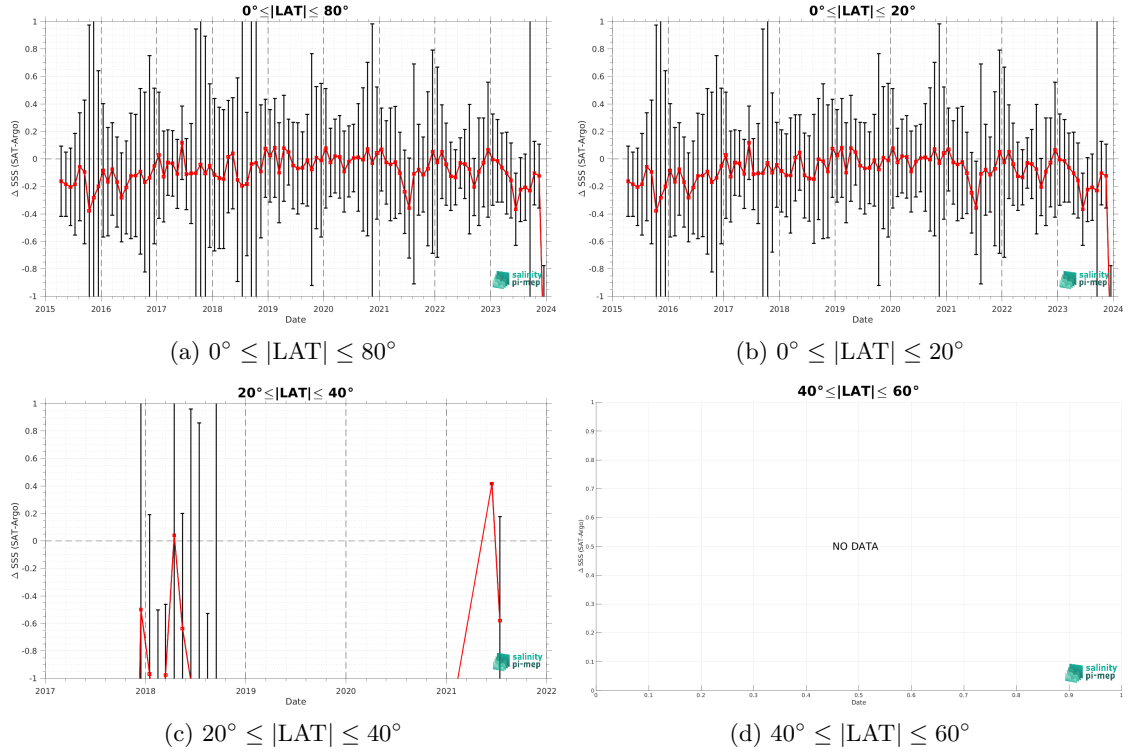 0°≤|LAT|≤ 80°
1
0.8
0.6
0.4
0.2
0
-0.2
-0.4
-0.6
-0.8
-1
Δ SSS (SAT-Argo)
2015 2016 2017 2018 2019 2020 2021 2022 2023 2024
Date
salinity
pi-mep
(a) 0° ≤ |LAT| ≤ 80°
0°≤|LAT|≤ 20°
1
0.8
0.6
0.4
0.2
0
-0.2
-0.4
-0.6
-0.8
-1
Δ SSS (SAT-Argo)
2015 2016 2017 2018 2019 2020 2021 2022 2023 2024
Date
salinity
pi-mep
(b) 0° ≤ |LAT| ≤ 20°
20°≤|LAT|≤ 40°
1
0.8
0.6
0.4
0.2
0
-0.2
-0.4
-0.6
-0.8
-1
Δ SSS (SAT-Argo)
2017 2018 2019 2020 2021 2022
Date
salinity
pi-mep
(c) 20° ≤ |LAT| ≤ 40°
40°≤|LAT|≤ 60°
1
0.9
0.8
0.7
0.6
0.5
0.4
0.3
0.2
0.1
0
Δ SSS (SAT-Argo)
NO DATA
0 0.1 0.2 0.3 0.4 0.5 0.6 0.7 0.8 0.9 1
Date
salinity
pi-mep
(d) 40° ≤ |LAT| ≤ 60°